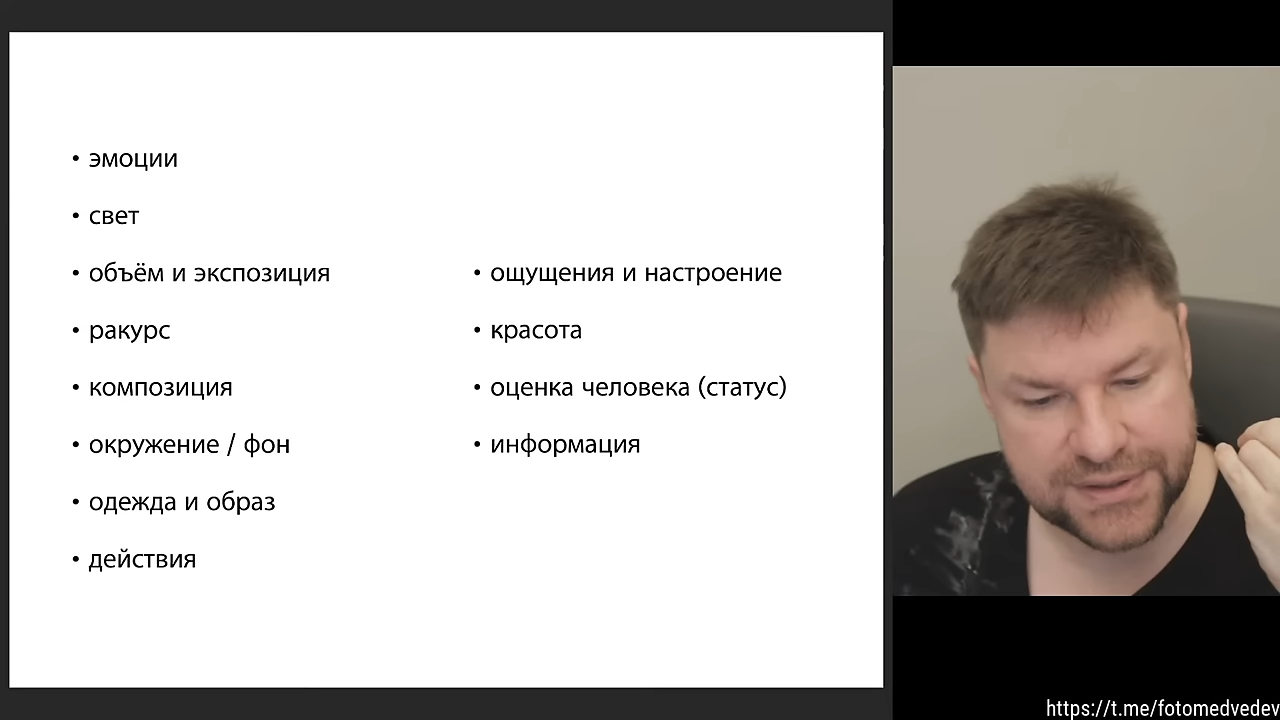 • эмоции
• свет
• объём и экспозиция
• ракурс
• композиция
• окружение / фон
• одежда и образ
• действия
• ощущения и настроение
• красота
• оценка человека (статус)
• информация
https://t.me/fotomedvedev